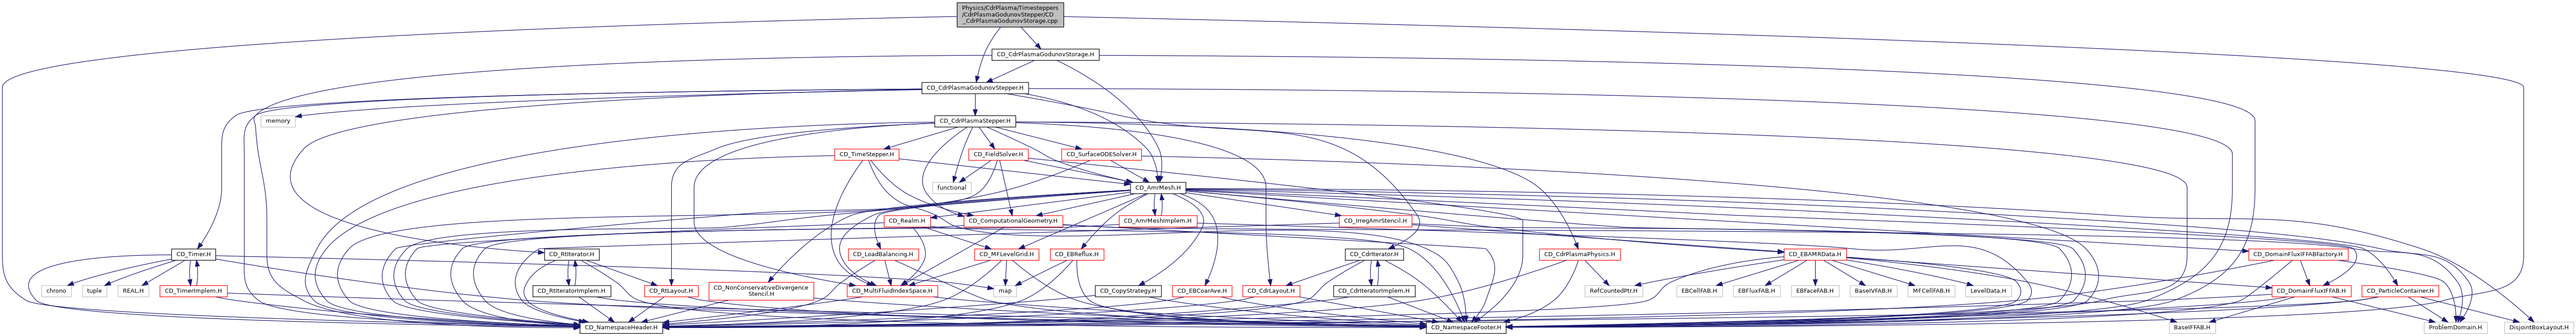 Physics/CdrPlasma/Timesteppers
/CdrPlasmaGodunovStepper/CD
_CdrPlasmaGodunovStorage.cpp
CD_CdrPlasmaGodunovStorage.H
CD_CdrPlasmaGodunovStepper.H
memory
CD_CdrPlasmaStepper.H
CD_TimeStepper.H
CD_FieldSolver.H
CD_SurfaceODESolver.H
functional
CD_AmrMesh.H
CD_Realm.H
CD_ComputationalGeometry.H
CD_AmrMeshImplem.H
CD_IrregAmrStencil.H
CD_Timer.H
CD_RtIterator.H
CD_LoadBalancing.H
CD_MFLevelGrid.H
CD_EBReflux.H
CD_CdrIterator.H
CD_CdrPlasmaPhysics.H
CD_EBAMRData.H
CD_DomainFluxIFFABFactory.H
chrono
tuple
REAL.H
CD_TimerImplem.H
CD_RtIteratorImplem.H
CD_RtLayout.H
CD_NonConservativeDivergence
Stencil.H
CD_MultiFluidIndexSpace.H
map
CD_CopyStrategy.H
CD_EBCoarAve.H
CD_CdrLayout.H
CD_CdrIteratorImplem.H
RefCountedPtr.H
EBCellFAB.H
EBFluxFAB.H
EBFaceFAB.H
BaseIVFAB.H
MFCellFAB.H
LevelData.H
CD_DomainFluxIFFAB.H
CD_ParticleContainer.H
CD_NamespaceHeader.H
CD_NamespaceFooter.H
BaseIFFAB.H
ProblemDomain.H
DisjointBoxLayout.H